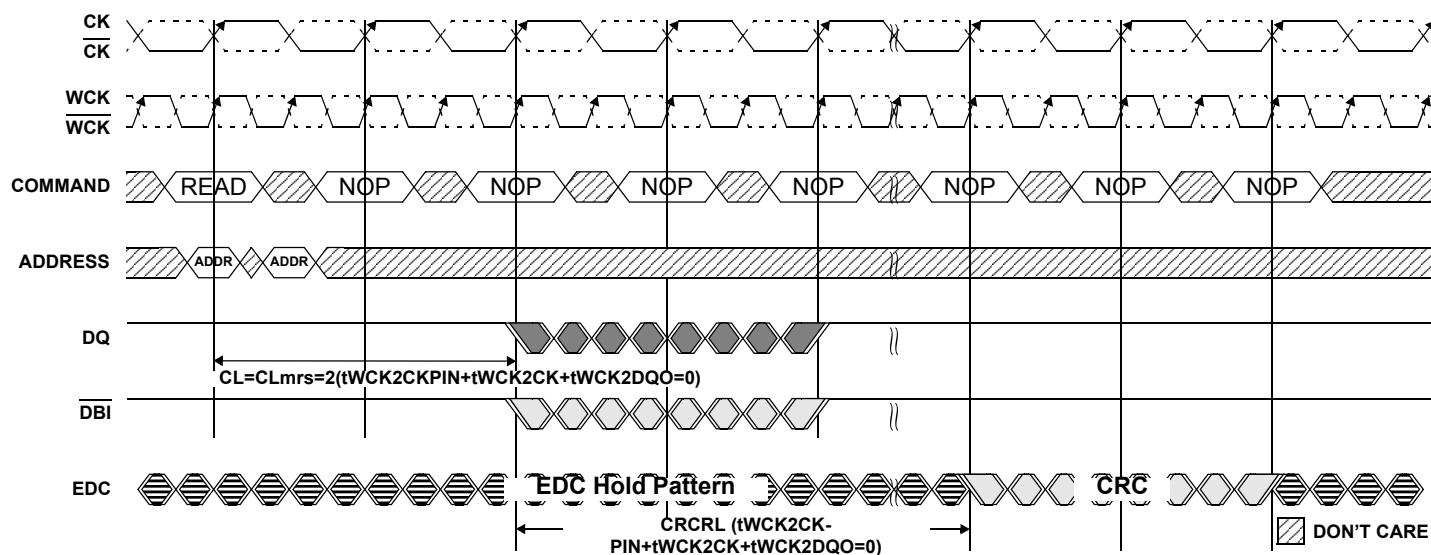 CK
CK
WCK
WCK
COMMAND
READ NOP NOP NOP NOP NOP NOP NOP
ADDRESS
ADDR ADDR
DQ
CL=CLmrs=2(tWCK2CKPIN+tWCK2CK+tWCK2DQO=0)
DBI
EDC
EDC Hold Pattern
CRC
CRCRL (tWCK2CK-
PIN+tWCK2CK+tWCK2DQO=0)
DON'T CARE